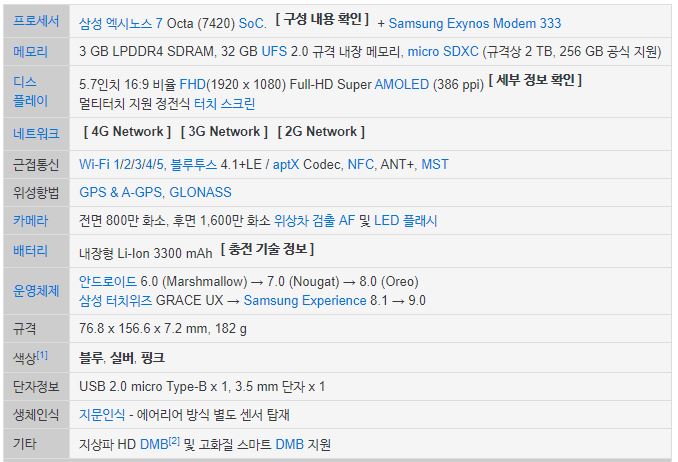 프로세서 삼성 엑시노스 7 Octa (7420) SoC. [ 구성 내용 확인 ] + Samsung Exynos Modem 333
메모리 3 GB LPDDR4 SDRAM, 32 GB UFS 2.0 규격 내장 메모리, micro SDXC (규격상 2 TB, 256 GB 공식 지원)
디스
플레이
5.7인치 16:9 비율 FHD(1920 x 1080) Full-HD Super AMOLED (386 ppi) [ 세부 정보 확인 ]
멀티터치 지원 정전식 터치 스크린
네트워크 [ 4G Network ] [ 3G Network ] [ 2G Network ]
근접통신 Wi-Fi 1/2/3/4/5, 블루투스 4.1+LE / aptX Codec, NFC, ANT+, MST
위성항법 GPS & A-GPS, GLONASS
카메라 전면 800만 화소, 후면 1,600만 화소 위상차 검출 AF 및 LED 플래시
배터리 내장형 Li-Ion 3300 mAh [ 충전 기술 정보 ]
운영체제
안드로이드 6.0 (Marshmallow) → 7.0 (Nougat) → 8.0 (Oreo)
삼성 터치위즈 GRACE UX → Samsung Experience 8.1 → 9.0
규격 76.8 x 156.6 x 7.2 mm, 182 g
색상[1] 블루, 실버, 핑크
단자정보 USB 2.0 micro Type-B x 1, 3.5 mm 단자 x 1
생체인식 지문인식 - 에어리어 방식 별도 센서 탑재
기타 지상파 HD DMB[2] 및 고화질 스마트 DMB 지원